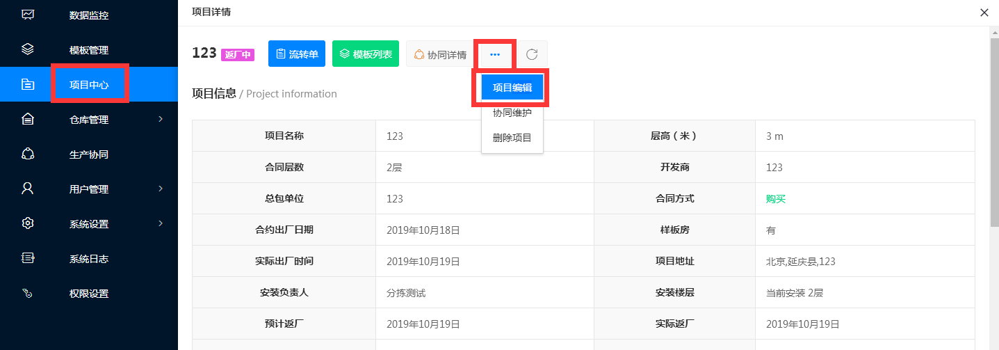 数据监控
模板管理
项目中心
仓库管理
生产协同
用户管理
系统设置
系统日志
权限设置
项目详情
123 返厂中 流转单 模板列表 协同详情 •••
项目编辑
协同维护
删除项目
项目信息 / Project information
项目名称 123 层高（米） 3 m
合同层数 2层 开发商 123
总包单位 123 合同方式 购买
合约出厂日期 2019年10月18日 样板房 有
实际出厂时间 2019年10月19日 项目地址 北京,延庆县,123
安装负责人 分拣测试 安装楼层 当前安装 2层
预计返厂 2019年10月19日 实际返厂 2019年10月19日